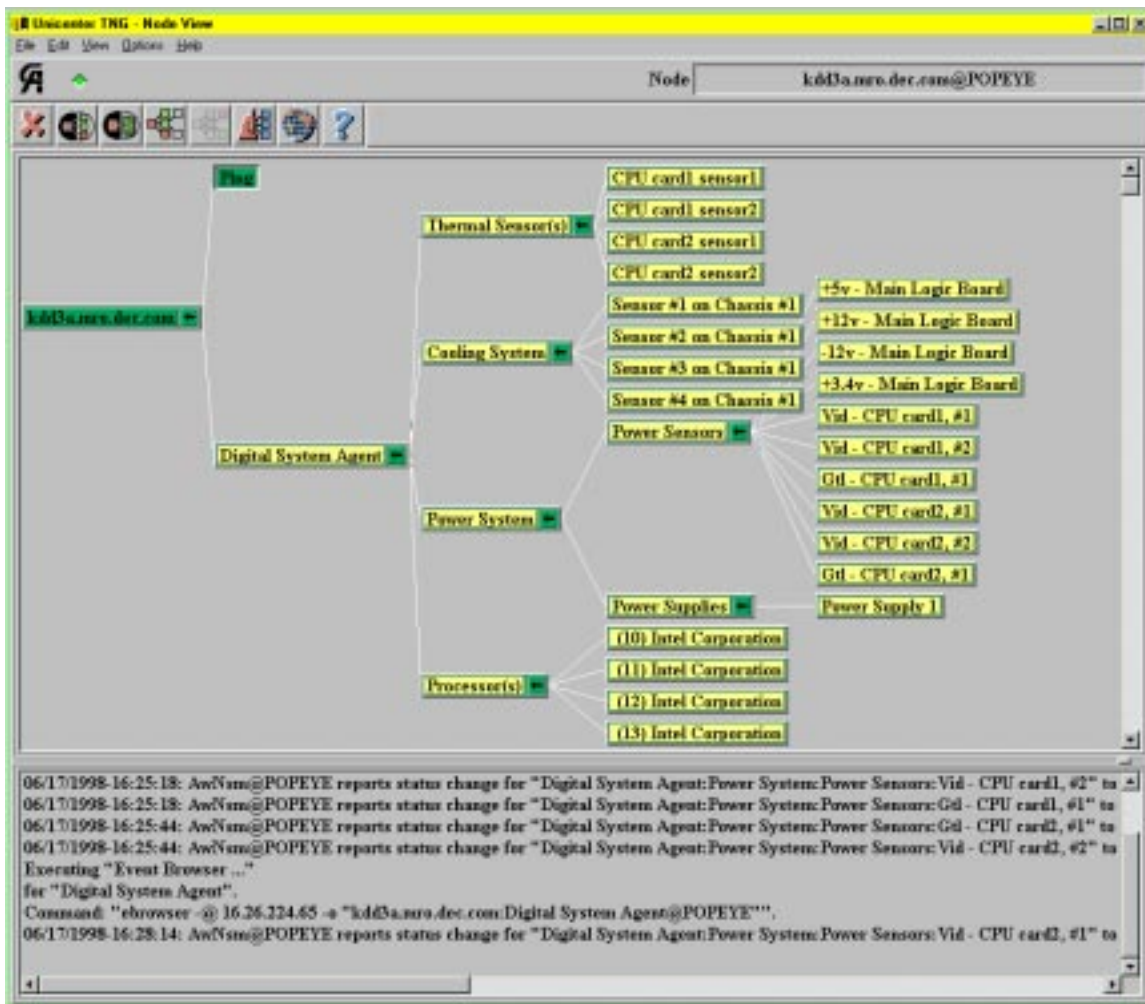 Unicenter TNG - Node View
File Edit View Options Help
Node kdd3a.mro.dec.com@POPEYE
Ping
CPU card1 sensor1
CPU card1 sensor2
Thermal Sensor(s)
CPU card2 sensor1
CPU card2 sensor2
+5v - Main Logic Board
kdd3a.mro.dec.com
Sensor #1 on Chassis #1
+12v - Main Logic Board
Sensor #2 on Chassis #1
Cooling System
-12v - Main Logic Board
Sensor #3 on Chassis #1
+3.4v - Main Logic Board
Sensor #4 on Chassis #1
Vid - CPU card1, #1
Power Sensors
Vid - CPU card1, #2
Digital System Agent
Gtl - CPU card1, #1
Vid - CPU card2, #1
Power System
Vid - CPU card2, #2
Gtl - CPU card2, #1
Power Supplies
Power Supply 1
(10) Intel Corporation
(11) Intel Corporation
Processor(s)
(12) Intel Corporation
(13) Intel Corporation
06/17/1998-16:25:18: AwNsm@POPEYE reports status change for "Digital System Agent:Power System:Power Sensors:Vid - CPU card1, #2" to
06/17/1998-16:25:18: AwNsm@POPEYE reports status change for "Digital System Agent:Power System:Power Sensors:Gtl - CPU card1, #1" to
06/17/1998-16:25:44: AwNsm@POPEYE reports status change for "Digital System Agent:Power System:Power Sensors:Gtl - CPU card2, #1" to
06/17/1998-16:25:44: AwNsm@POPEYE reports status change for "Digital System Agent:Power System:Power Sensors:Vid - CPU card2, #2" to
Executing "Event Browser ..."
for "Digital System Agent".
Command: "ebrowser -@ 16.26.224.65 -o "kdd3a.mro.dec.com:Digital System Agent@POPEYE"".
06/17/1998-16:28:14: AwNsm@POPEYE reports status change for "Digital System Agent:Power System:Power Sensors:Vid - CPU card2, #1" to